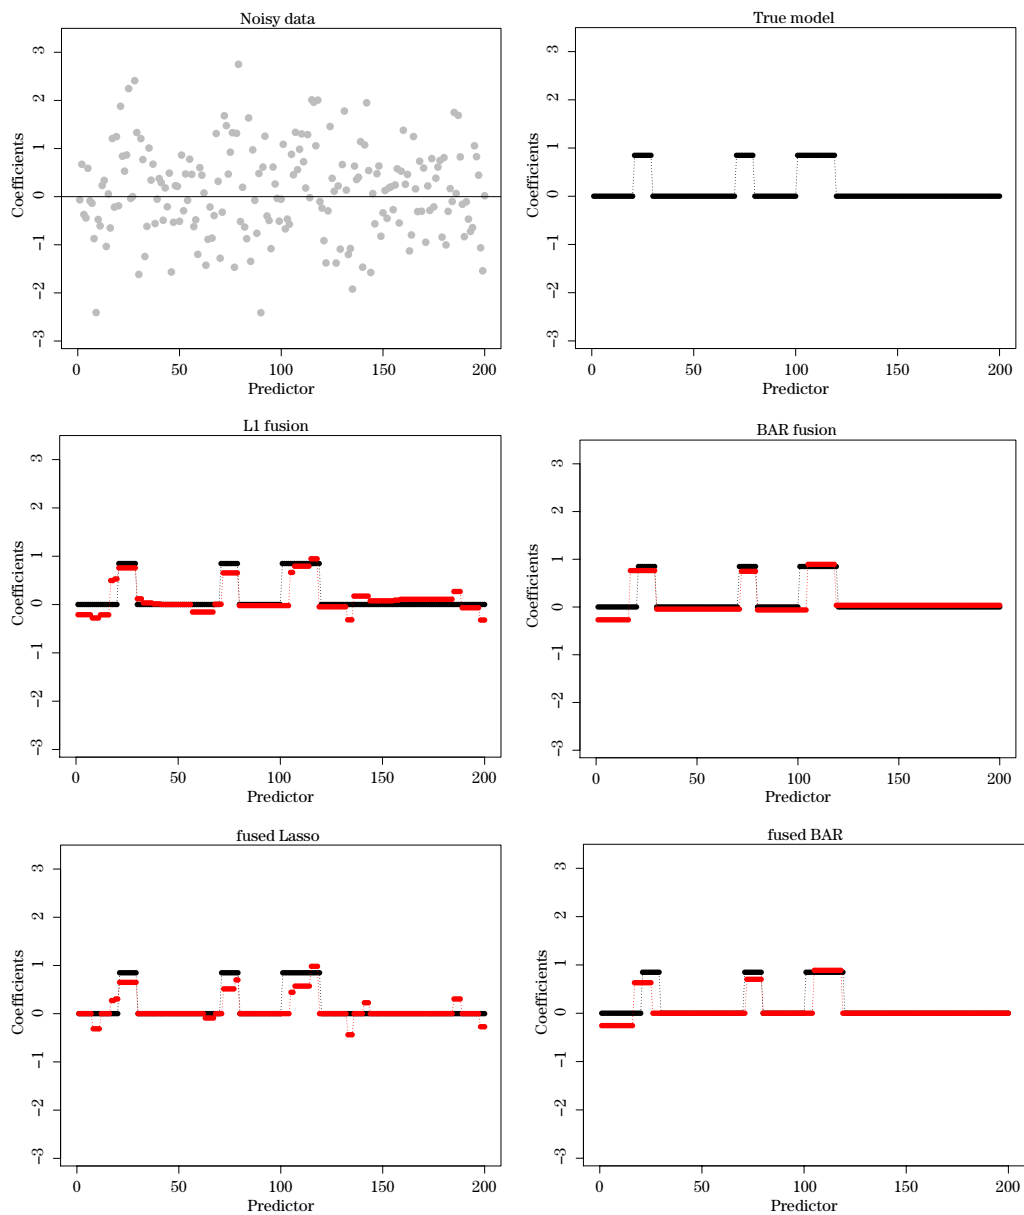 Noisy data
Coefficients
3
2
1
0
−1
−2
−3
0 50 100 150 200
Predictor
True model
Coefficients
3
2
1
0
−1
−2
−3
0 50 100 150 200
Predictor
L1 fusion
Coefficients
3
2
1
0
−1
−2
−3
0 50 100 150 200
Predictor
BAR fusion
Coefficients
3
2
1
0
−1
−2
−3
0 50 100 150 200
Predictor
fused Lasso
Coefficients
3
2
1
0
−1
−2
−3
0 50 100 150 200
Predictor
fused BAR
Coefficients
3
2
1
0
−1
−2
−3
0 50 100 150 200
Predictor